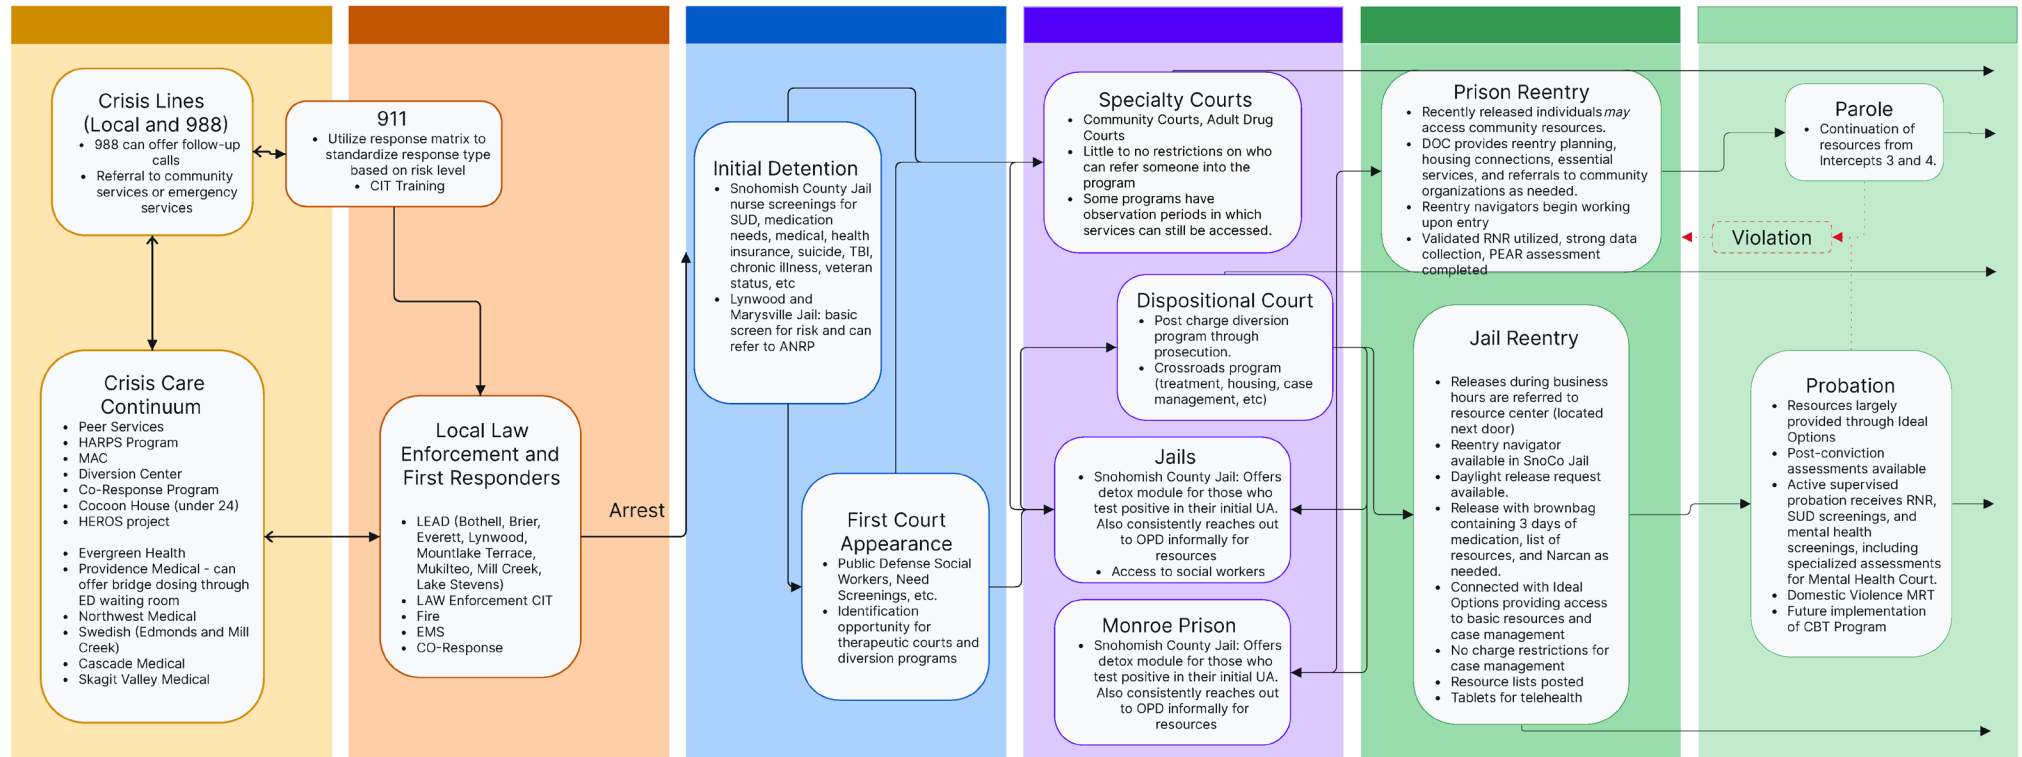 Crisis Lines
(Local and 988)
• 988 can offer follow-up
calls
• Referral to community
services or emergency
services
Crisis Care
Continuum
• Peer Services
• HARPS Program
• MAC
• Diversion Center
• Co-Response Program
• Cocoon House (under 24)
• HEROS project
• Evergreen Health
• Providence Medical - can
offer bridge dosing through
ED waiting room
• Northwest Medical
• Swedish (Edmonds and Mill
Creek)
• Cascade Medical
• Skagit Valley Medical
911
• Utilize response matrix to
standardize response type
based on risk level
• CIT Training
Local Law
Enforcement and
First Responders
• LEAD (Bothell, Brier,
Everett, Lynwood,
Mountlake Terrace,
Mukilteo, Mill Creek,
Lake Stevens)
• LAW Enforcement CIT
• Fire
• EMS
• CO-Response
Arrest
Initial Detention
• Snohomish County Jail
nurse screenings for
SUD, medication
needs, medical, health
insurance, suicide, TBI,
chronic illness, veteran
status, etc
• Lynwood and
Marysville Jail: basic
screen for risk and can
refer to ANRP
First Court
Appearance
• Public Defense Social
Workers, Need
Screenings, etc.
• Identification
opportunity for
therapeutic courts and
diversion programs
Specialty Courts
• Community Courts, Adult Drug
Courts
• Little to no restrictions on who
can refer someone into the
program
• Some programs have
observation periods in which
services can still be accessed.
Dispositional Court
• Post charge diversion
program through
prosecution.
• Crossroads program
(treatment, housing, case
management, etc)
Jails
• Snohomish County Jail: Offers
detox module for those who
test positive in their initial UA.
Also consistently reaches out
to OPD informally for
resources
• Access to social workers
Monroe Prison
• Snohomish County Jail: Offers
detox module for those who
test positive in their initial UA.
Also consistently reaches out
to OPD informally for
resources
Prison Reentry
• Recently released individuals may
access community resources.
• DOC provides reentry planning,
housing connections, essential
services, and referrals to community
organizations as needed.
• Reentry navigators begin working
upon entry
• Validated RNR utilized, strong data
collection, PEAR assessment
completed
Jail Reentry
• Releases during business
hours are referred to
resource center (located
next door)
• Reentry navigator
available in SnoCo Jail
• Daylight release request
available.
• Release with brownbag
containing 3 days of
medication, list of
resources, and Narcan as
needed.
• Connected with Ideal
Options providing access
to basic resources and
case management
• No charge restrictions for
case management
• Resource lists posted
• Tablets for telehealth
Parole
• Continuation of
resources from
Intercepts 3 and 4.
Violation
Probation
• Resources largely
provided through Ideal
Options
• Post-conviction
assessments available
• Active supervised
probation receives RNR,
SUD screenings, and
mental health
screenings, including
specialized assessments
for Mental Health Court.
• Domestic Violence MRT
• Future implementation
of CBT Program